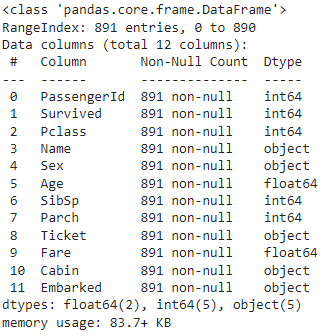 <class 'pandas.core.frame.DataFrame'>
RangeIndex: 891 entries, 0 to 890
Data columns (total 12 columns):
 #   Column       Non-Null Count  Dtype
---  ------       --------------  -----
 0   PassengerId  891 non-null    int64
 1   Survived     891 non-null    int64
 2   Pclass       891 non-null    int64
 3   Name         891 non-null    object
 4   Sex          891 non-null    object
 5   Age          891 non-null    float64
 6   SibSp        891 non-null    int64
 7   Parch        891 non-null    int64
 8   Ticket       891 non-null    object
 9   Fare         891 non-null    float64
 10  Cabin        891 non-null    object
 11  Embarked     891 non-null    object
dtypes: float64(2), int64(5), object(5)
memory usage: 83.7+ KB